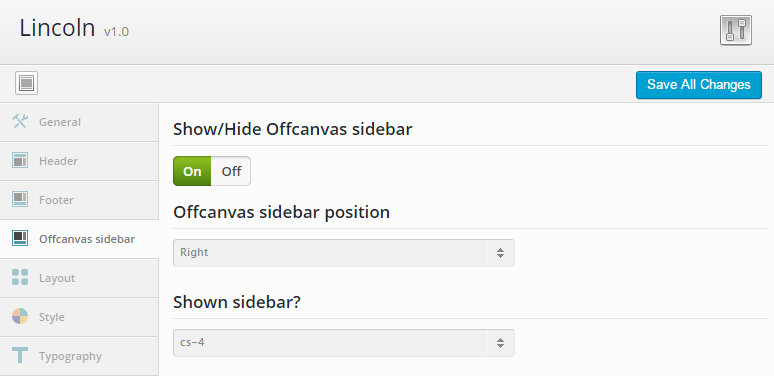 Lincoln v1.0
Save All Changes
General
Header
Footer
Offcanvas sidebar
Layout
Style
Typography
Show/Hide Offcanvas sidebar
On Off
Offcanvas sidebar position
Right
Shown sidebar?
cs-4